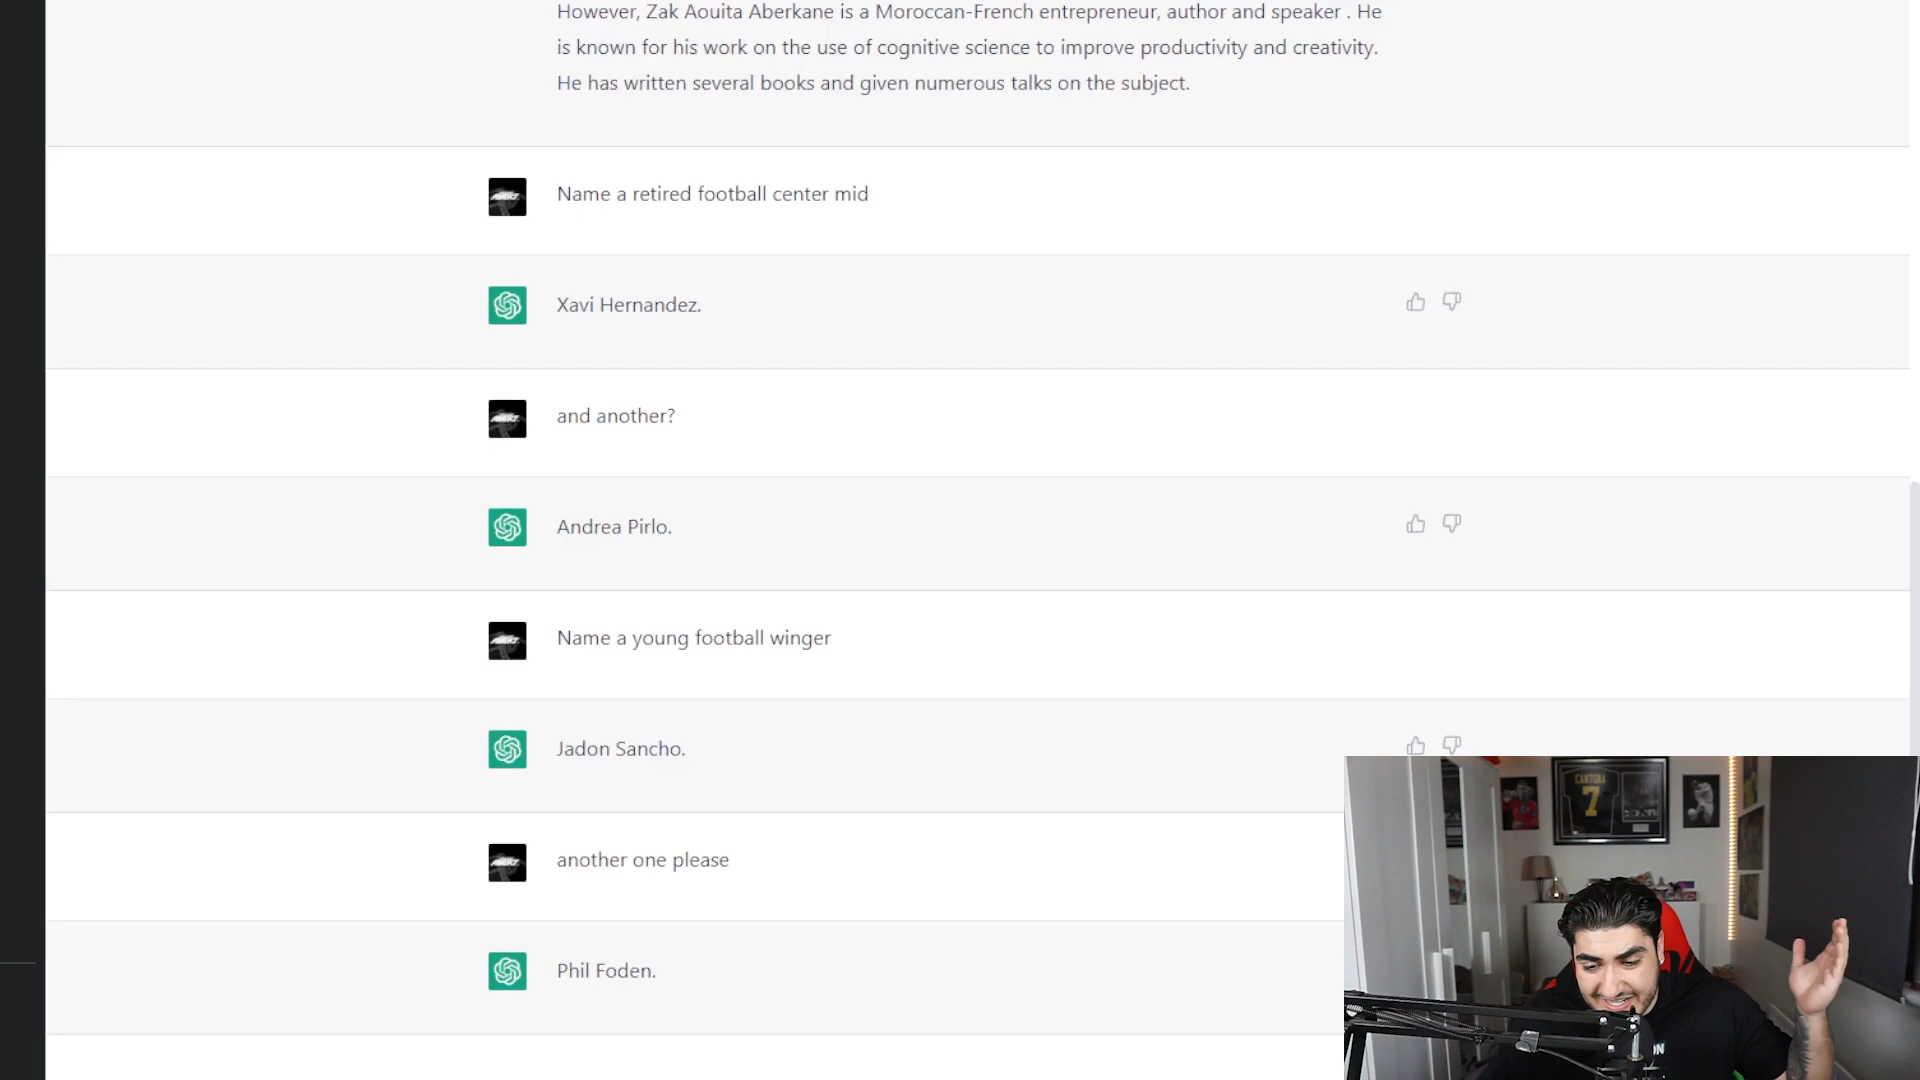 However, Zak Aouita Aberkane is a Moroccan-French entrepreneur, author and speaker . He
is known for his work on the use of cognitive science to improve productivity and creativity.
He has written several books and given numerous talks on the subject.
Name a retired football center mid
Xavi Hernandez.
and another?
Andrea Pirlo.
Name a young football winger
Jadon Sancho.
another one please
Phil Foden.
CANTONA
7